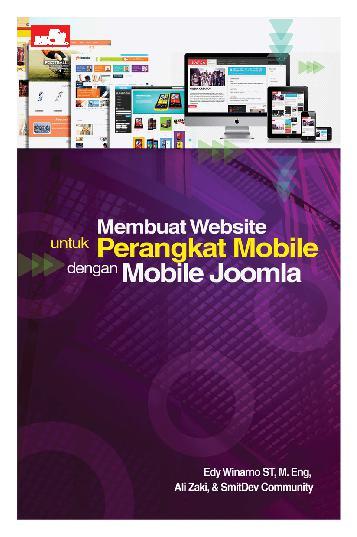 Membuat Website
untuk Perangkat Mobile
dengan Mobile Joomla
Edy Winarno ST, M. Eng,
Ali Zaki, & SmitDev Community